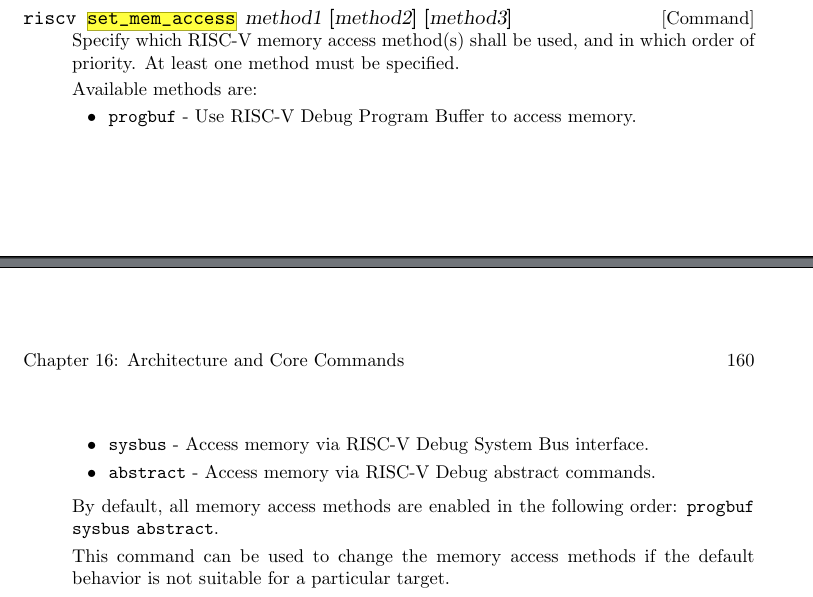 riscv set_mem_access method1 [method2] [method3] [Command]
Specify which RISC-V memory access method(s) shall be used, and in which order of
priority. At least one method must be specified.
Available methods are:
• progbuf - Use RISC-V Debug Program Buffer to access memory.
Chapter 16: Architecture and Core Commands 160
• sysbus - Access memory via RISC-V Debug System Bus interface.
• abstract - Access memory via RISC-V Debug abstract commands.
By default, all memory access methods are enabled in the following order: progbuf
sysbus abstract.
This command can be used to change the memory access methods if the default
behavior is not suitable for a particular target.